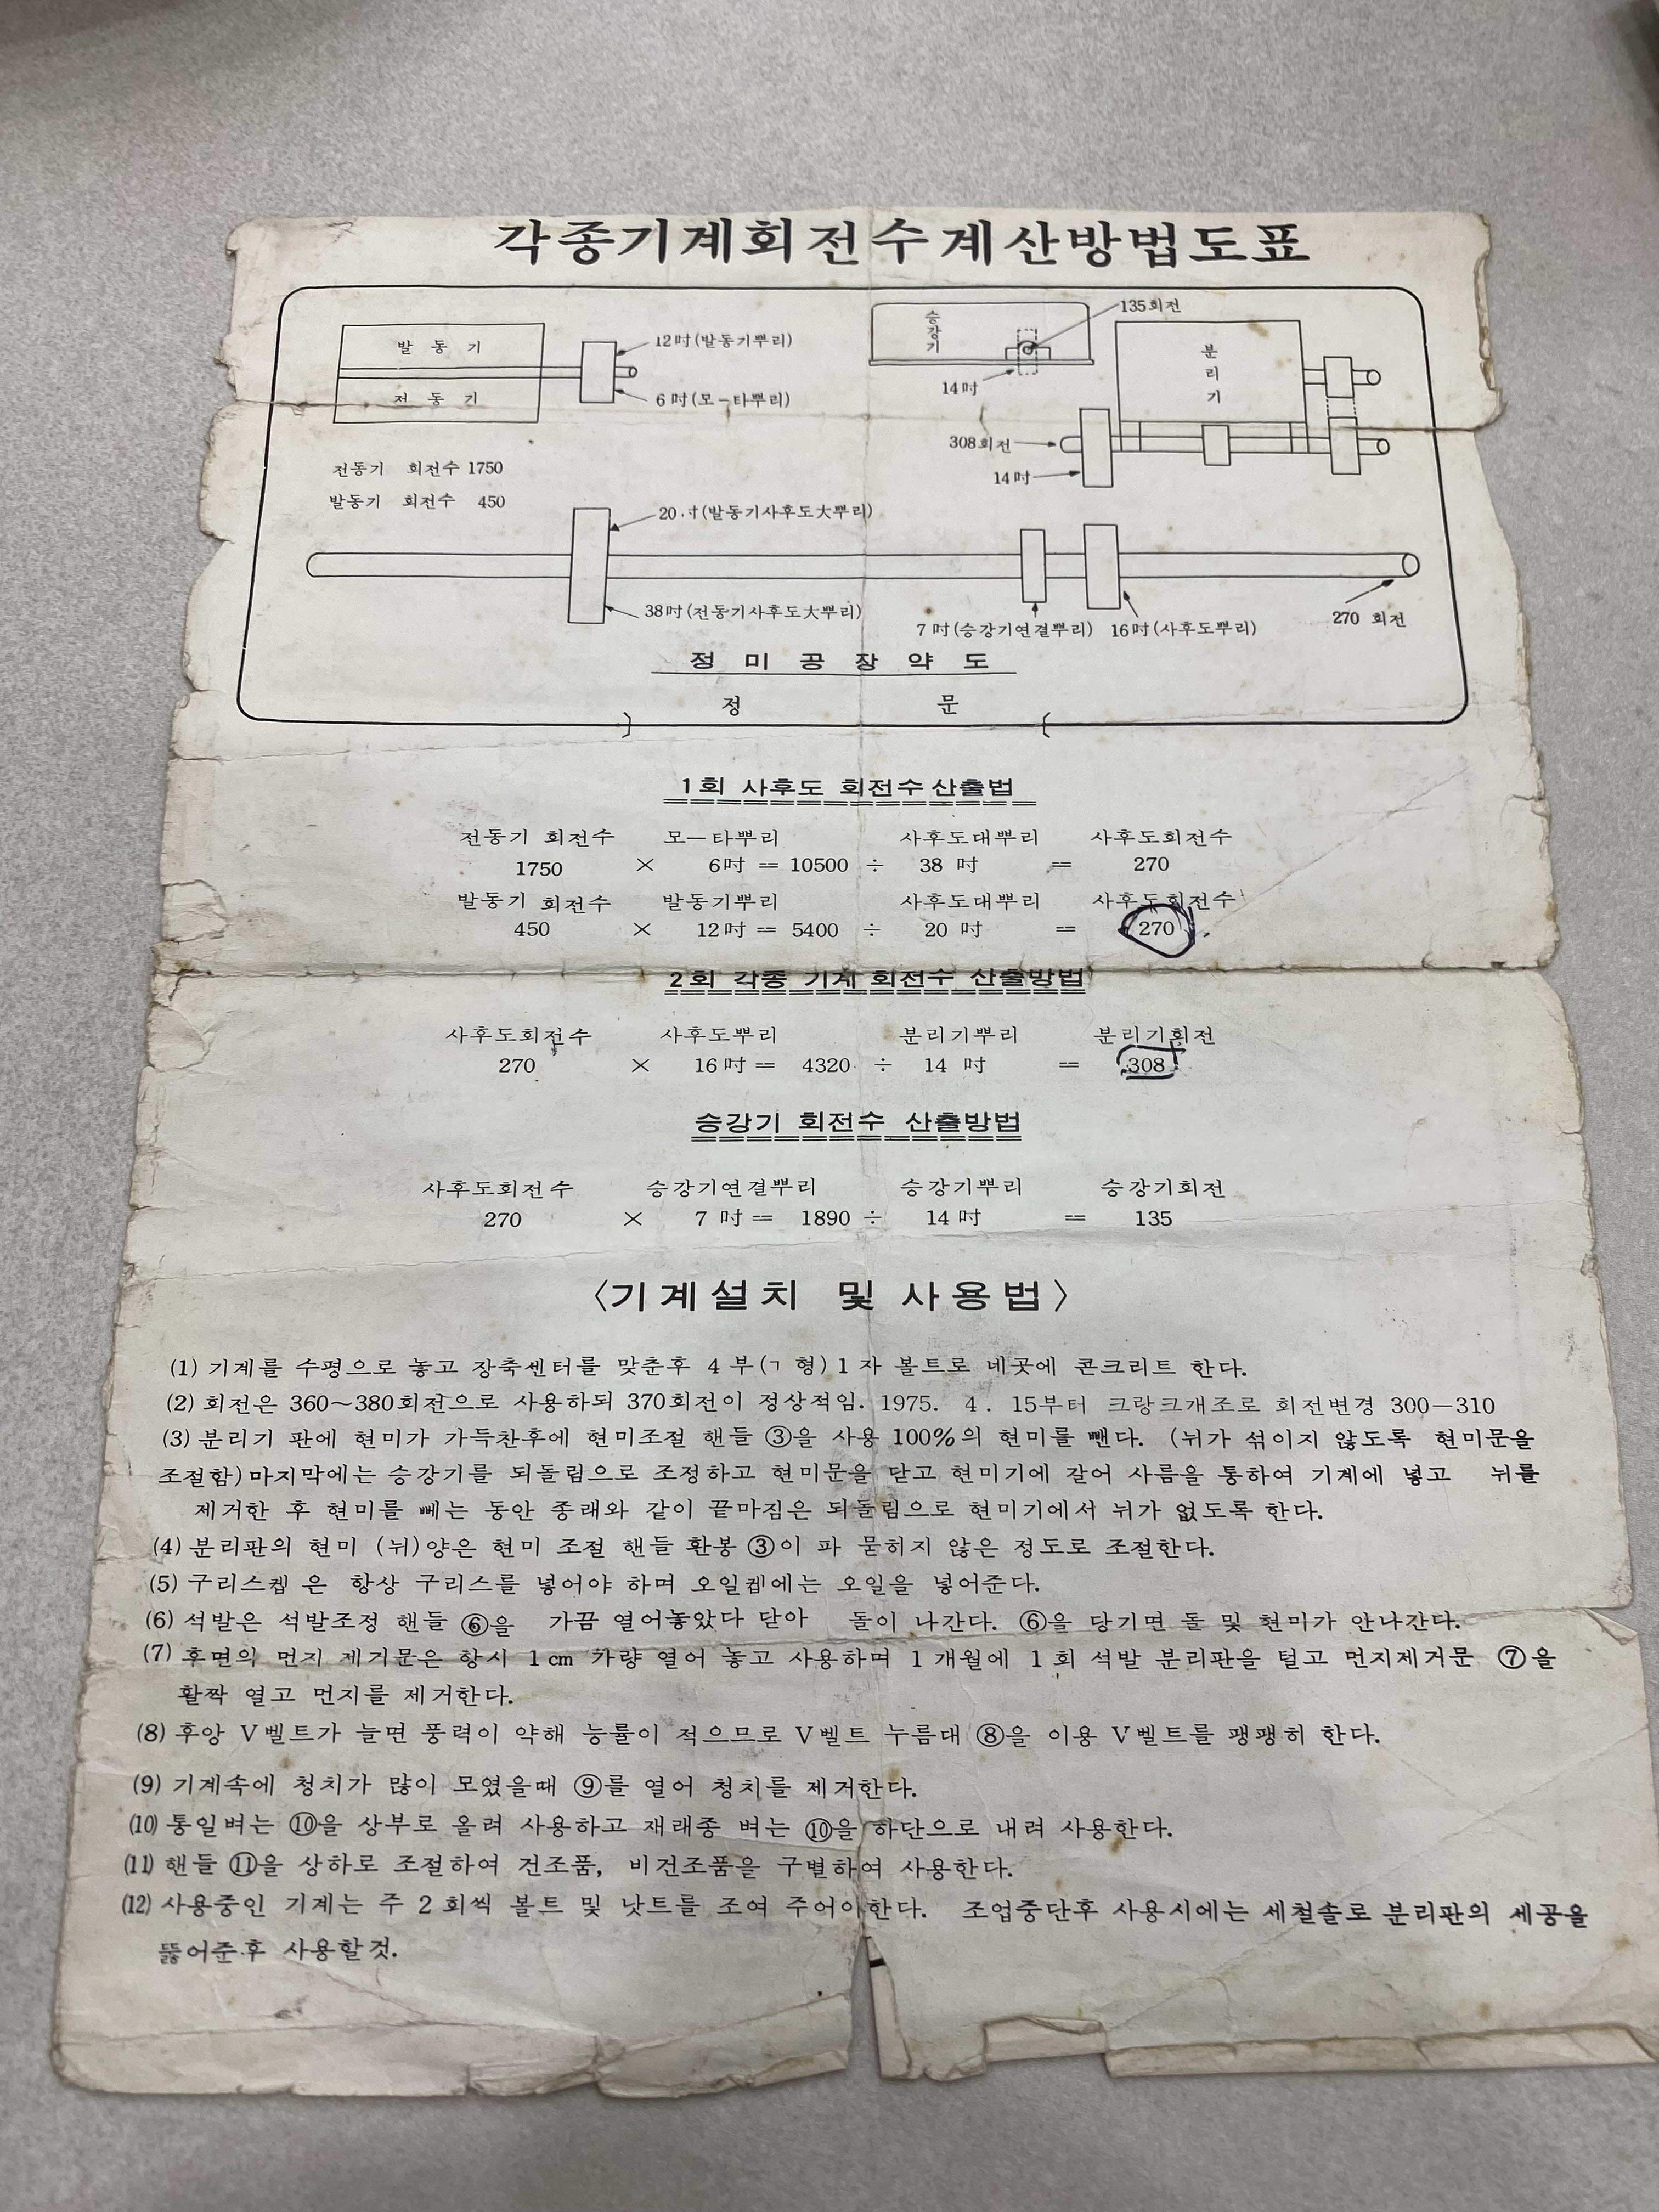 각종기계회전수계산방법도표
135회전
승강기
발 동 기
12吋(발동기뿌리)
분리기
14吋
전 동 기
6吋(모-타뿌리)
308회전
14吋
전동기 회전수 1750
발동기 회전수 450
20吋(발동기사후도大뿌리)
38吋(전동기사후도大뿌리)
7吋(승강기연결뿌리) 16吋(사후도뿌리)
270 회전
정 미 공 장 약 도
정 문
1회 사후도 회전수 산출법
전동기 회전수 모-타뿌리 사후도대뿌리 사후도회전수
1750 × 6吋 = 10500 ÷ 38 吋 = 270
발동기 회전수 발동기뿌리 사후도대뿌리 사후도회전수
450 × 12吋 = 5400 ÷ 20 吋 = 270
2회 각종 기계 회전수 산출방법
사후도회전수 사후도뿌리 분리기뿌리 분리기회전
270 × 16吋 = 4320 ÷ 14 吋 = 308
승강기 회전수 산출방법
사후도회전수 승강기연결뿌리 승강기뿌리 승강기회전
270 × 7 吋 = 1890 ÷ 14吋 = 135
〈기계설치 및 사용법〉
(1) 기계를 수평으로 놓고 장축센터를 맞춘후 4부(ㄱ형)1자 볼트로 네곳에 콘크리트 한다.
(2) 회전은 360~380회전으로 사용하되 370회전이 정상적임. 1975. 4. 15부터 크랑크개조로 회전변경 300-310
(3) 분리기 판에 현미가 가득찬후에 현미조절 핸들 ③을 사용 100%의 현미를 뺀다. (뉘가 섞이지 않도록 현미문을
조절함)마지막에는 승강기를 되돌림으로 조정하고 현미문을 닫고 현미기에 갈어 사름을 통하여 기계에 넣고 뉘를
제거한 후 현미를 빼는 동안 종래와 같이 끝마짐은 되돌림으로 현미기에서 뉘가 없도록 한다.
(4) 분리판의 현미 (뉘)양은 현미 조절 핸들 환봉 ③이 파 묻히지 않은 정도로 조절한다.
(5) 구리스켑 은 항상 구리스를 넣어야 하며 오일켑에는 오일을 넣어준다.
(6) 석발은 석발조정 핸들 ⑥을 가끔 열어놓았다 닫아 돌이 나간다. ⑥을 당기면 돌 및 현미가 안나간다.
(7) 후면의 먼지 제거문은 항시 1cm 가량 열어 놓고 사용하며 1개월에 1회 석발 분리판을 털고 먼지제거문 ⑦을
활짝 열고 먼지를 제거한다.
(8) 후앙 V벨트가 늘면 풍력이 약해 능률이 적으므로 V벨트 누름대 ⑧을 이용 V벨트를 팽팽히 한다.
(9) 기계속에 청치가 많이 모였을때 ⑨를 열어 청치를 제거한다.
(10) 통일벼는 ⑩을 상부로 올려 사용하고 재래종 벼는 ⑩을 하단으로 내려 사용한다.
(11) 핸들 ⑪을 상하로 조절하여 건조품, 비건조품을 구별하여 사용한다.
(12) 사용중인 기계는 주 2회씩 볼트 및 낫트를 조여 주어야한다. 조업중단후 사용시에는 세철솔로 분리판의 세공을
뚫어준후 사용할것.